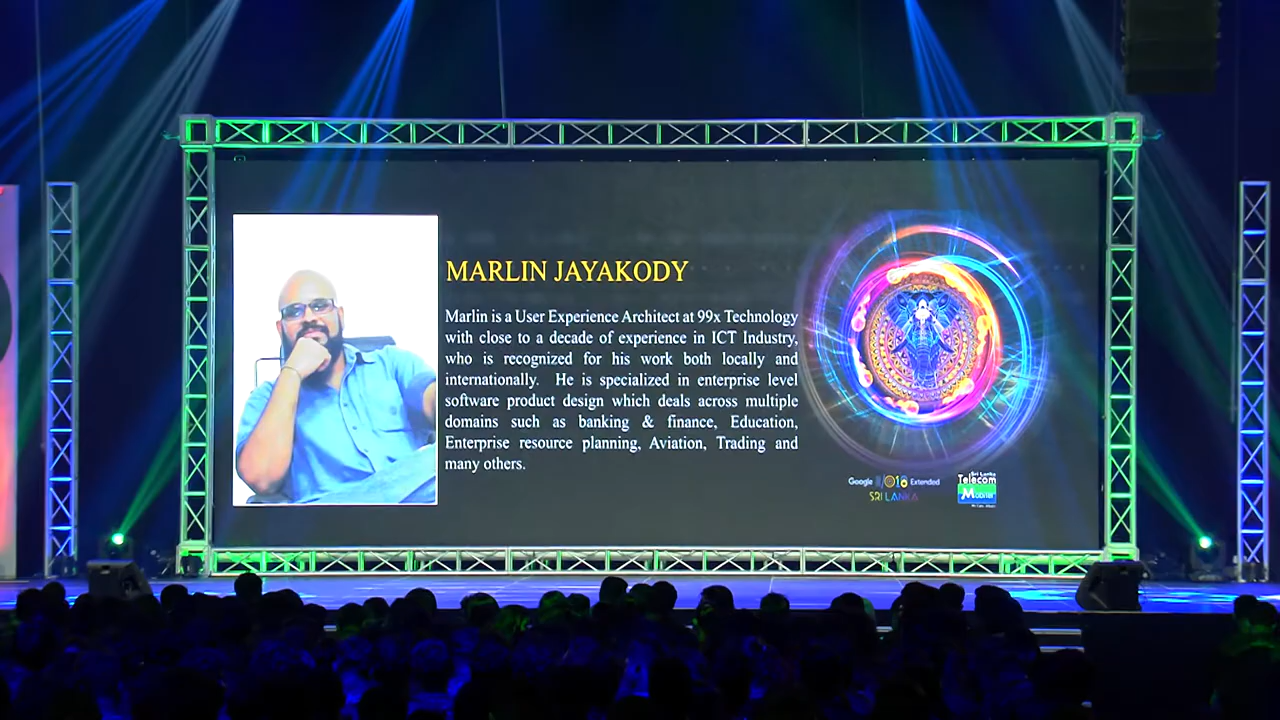 MARLIN JAYAKODY
Marlin is a User Experience Architect at 99x Technology
with close to a decade of experience in ICT Industry,
who is recognized for his work both locally and
internationally. He is specialized in enterprise level
software product design which deals across multiple
domains such as banking & finance, Education,
Enterprise resource planning, Aviation, Trading and
many others.
Google I/O16 Extended
SRI LANKA
Sri Lanka
Telecom
Mobitel